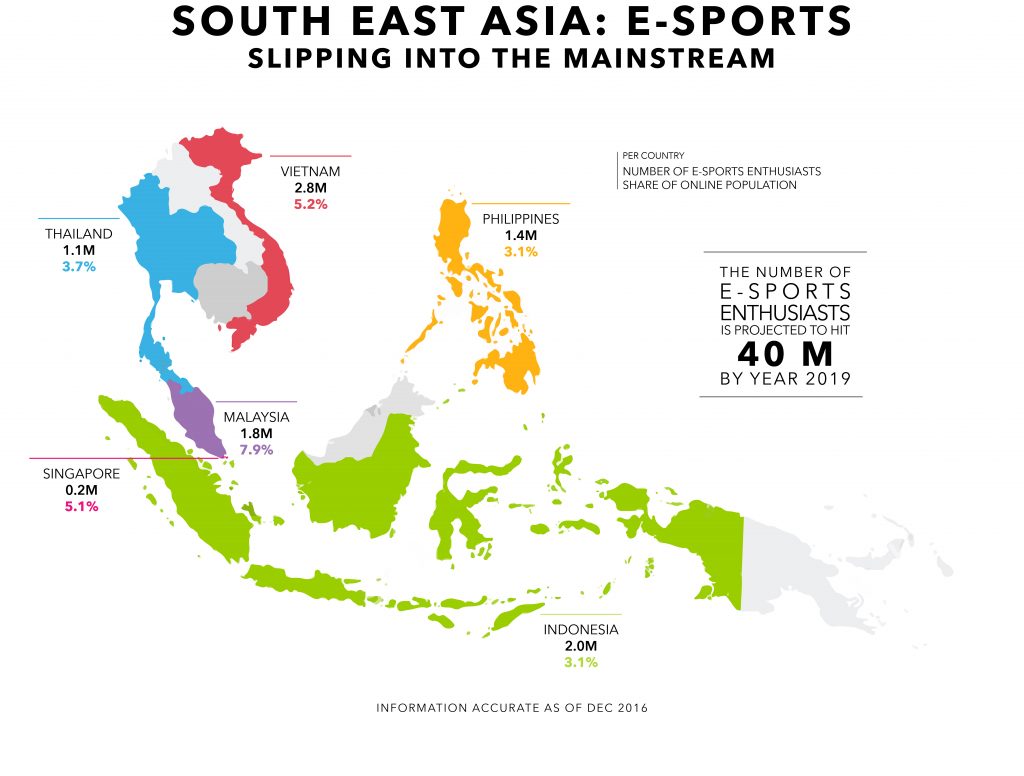 SOUTH EAST ASIA: E-SPORTS
SLIPPING INTO THE MAINSTREAM
PER COUNTRY
NUMBER OF E-SPORTS ENTHUSIASTS
SHARE OF ONLINE POPULATION
VIETNAM
2.8M
5.2%
THAILAND
1.1M
3.7%
PHILIPPINES
1.4M
3.1%
THE NUMBER OF
E-SPORTS
ENTHUSIASTS
IS PROJECTED TO HIT
40 M
BY YEAR 2019
MALAYSIA
1.8M
7.9%
SINGAPORE
0.2M
5.1%
INDONESIA
2.0M
3.1%
INFORMATION ACCURATE AS OF DEC 2016